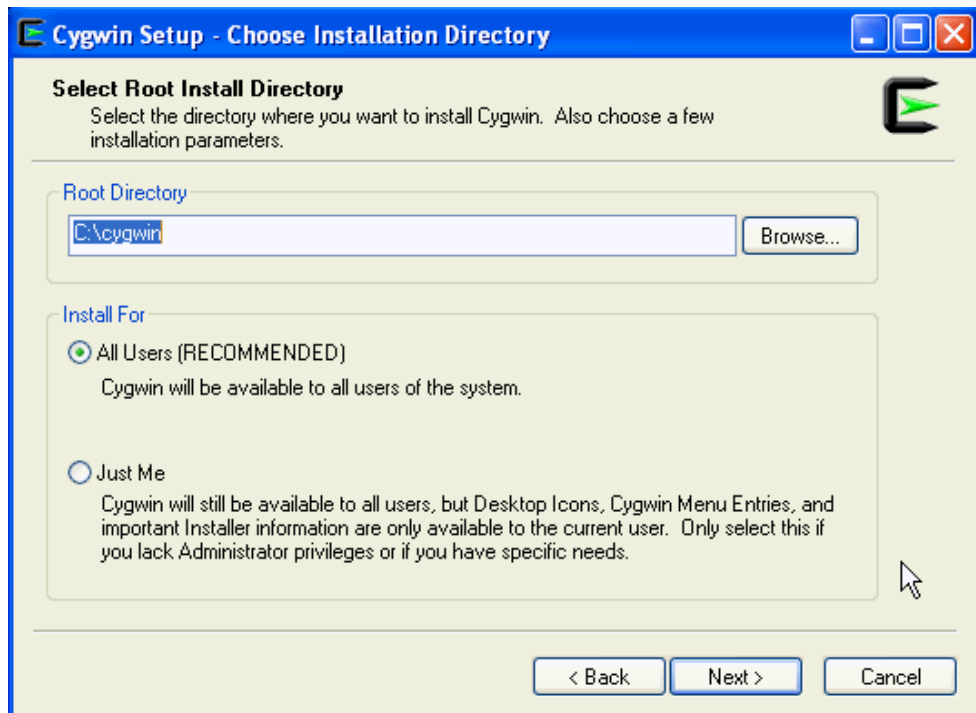 Cygwin Setup - Choose Installation Directory
Select Root Install Directory
Select the directory where you want to install Cygwin.  Also choose a few
installation parameters.
Root Directory
C:\cygwin
Browse...
Install For
All Users (RECOMMENDED)
Cygwin will be available to all users of the system.
Just Me
Cygwin will still be available to all users, but Desktop Icons, Cygwin Menu Entries, and
important Installer information are only available to the current user.  Only select this if
you lack Administrator privileges or if you have specific needs.
< Back
Next >
Cancel